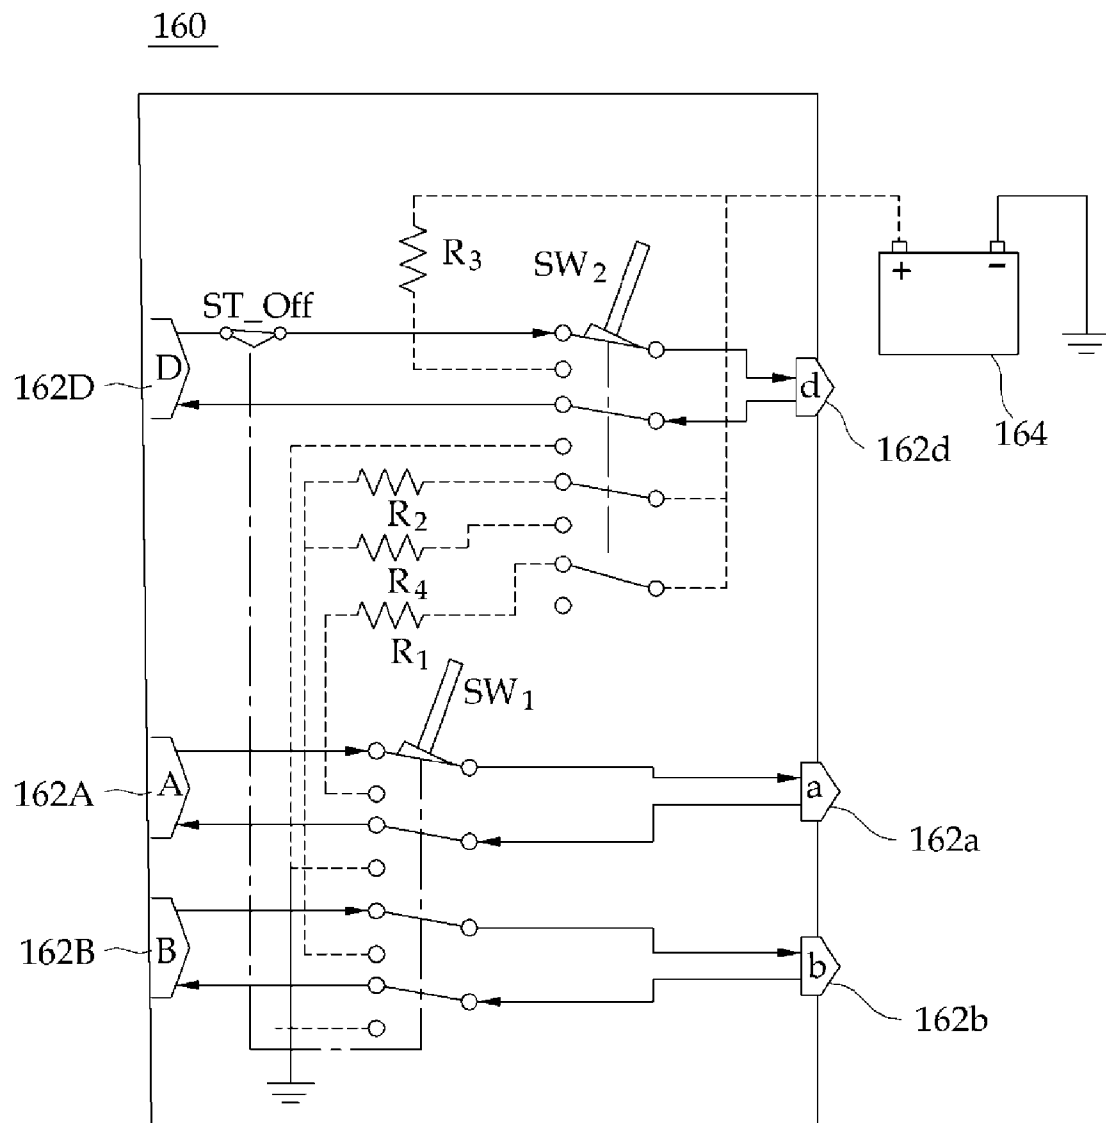 160
R3
SW2
+ −
ST_Off
D
d
162D
162d
164
R2
R4
R1
SW1
A
a
162A
162a
B
b
162B
162b